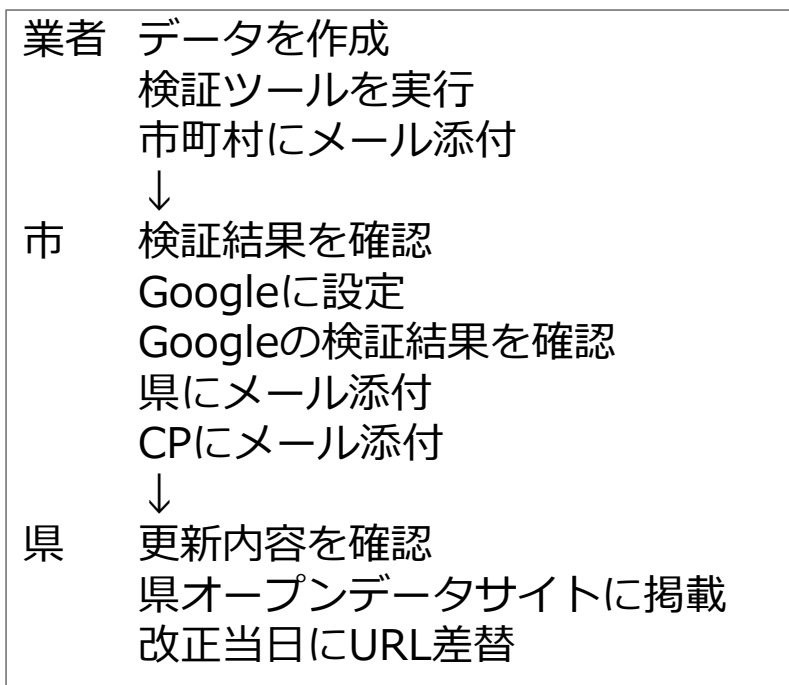 業者 データを作成
検証ツールを実行
市町村にメール添付
↓
市 検証結果を確認
Googleに設定
Googleの検証結果を確認
県にメール添付
CPにメール添付
↓
県 更新内容を確認
県オープンデータサイトに掲載
改正当日にURL差替